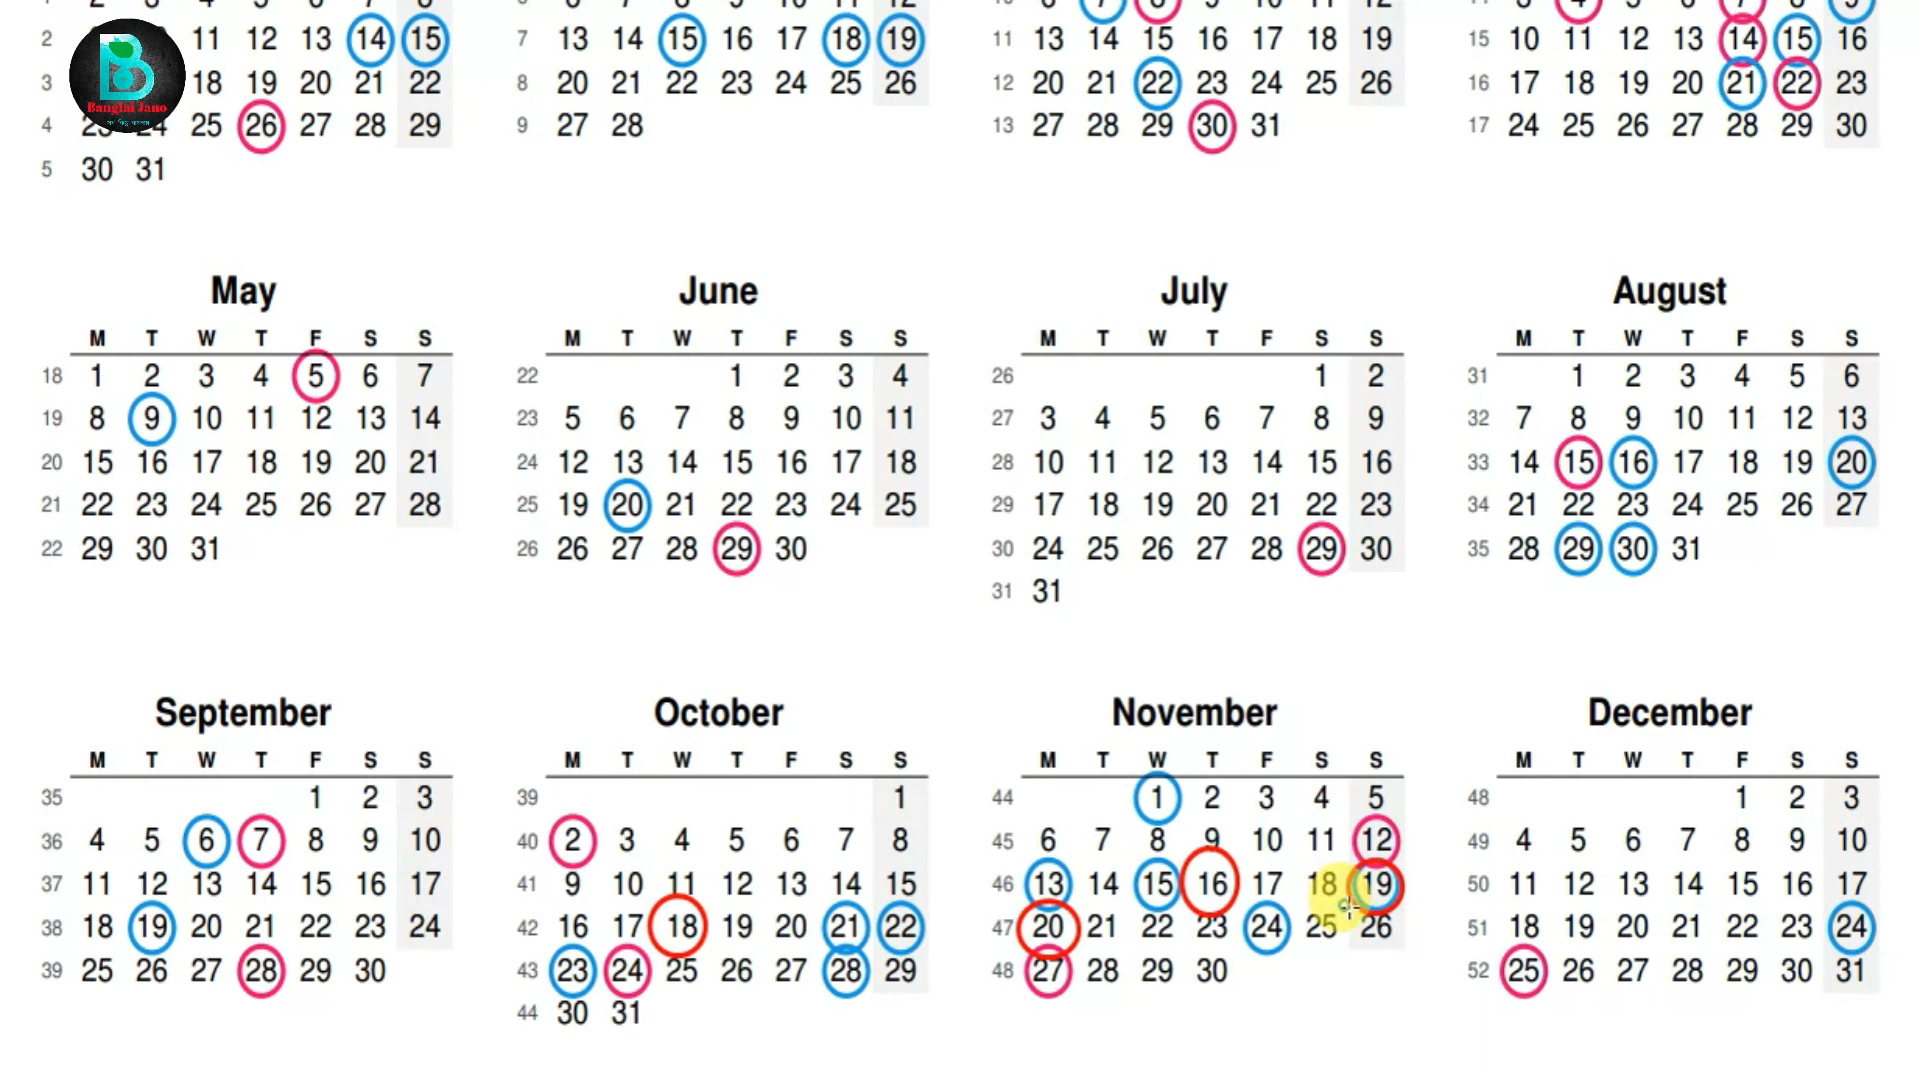 2 11 12 13 14 15
3 18 19 20 21 22
4 25 26 27 28 29
5 30 31
7 13 14 15 16 17 18 19
8 20 21 22 23 24 25 26
9 27 28
11 13 14 15 16 17 18 19
12 20 21 22 23 24 25 26
13 27 28 29 30 31
15 10 11 12 13 14 15 16
16 17 18 19 20 21 22 23
17 24 25 26 27 28 29 30
Banglai Jano
May
M T W T F S S
18 1 2 3 4 5 6 7
19 8 9 10 11 12 13 14
20 15 16 17 18 19 20 21
21 22 23 24 25 26 27 28
22 29 30 31
June
M T W T F S S
22 1 2 3 4
23 5 6 7 8 9 10 11
24 12 13 14 15 16 17 18
25 19 20 21 22 23 24 25
26 26 27 28 29 30
July
M T W T F S S
26 1 2
27 3 4 5 6 7 8 9
28 10 11 12 13 14 15 16
29 17 18 19 20 21 22 23
30 24 25 26 27 28 29 30
31 31
August
M T W T F S S
31 1 2 3 4 5 6
32 7 8 9 10 11 12 13
33 14 15 16 17 18 19 20
34 21 22 23 24 25 26 27
35 28 29 30 31
September
M T W T F S S
35 1 2 3
36 4 5 6 7 8 9 10
37 11 12 13 14 15 16 17
38 18 19 20 21 22 23 24
39 25 26 27 28 29 30
October
M T W T F S S
39 1
40 2 3 4 5 6 7 8
41 9 10 11 12 13 14 15
42 16 17 18 19 20 21 22
43 23 24 25 26 27 28 29
44 30 31
November
M T W T F S S
44 1 2 3 4 5
45 6 7 8 9 10 11 12
46 13 14 15 16 17 18 19
47 20 21 22 23 24 25 26
48 27 28 29 30
December
M T W T F S S
48 1 2 3
49 4 5 6 7 8 9 10
50 11 12 13 14 15 16 17
51 18 19 20 21 22 23 24
52 25 26 27 28 29 30 31